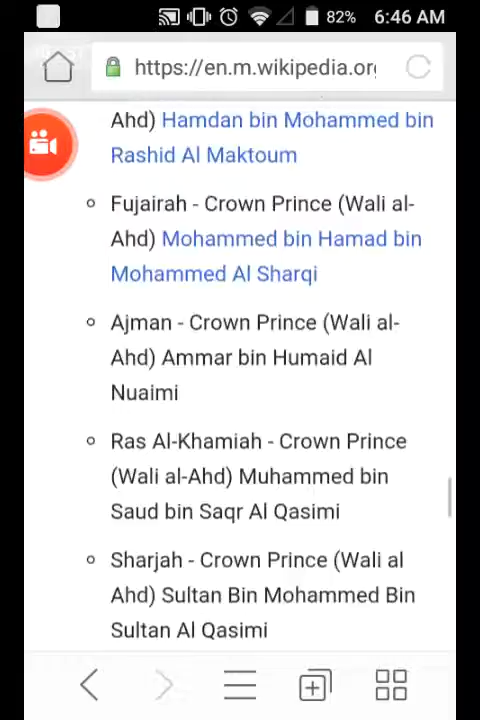 82% 6:46 AM
https://en.m.wikipedia.or
Ahd) Hamdan bin Mohammed bin
Rashid Al Maktoum
Fujairah - Crown Prince (Wali al-
Ahd) Mohammed bin Hamad bin
Mohammed Al Sharqi
Ajman - Crown Prince (Wali al-
Ahd) Ammar bin Humaid Al
Nuaimi
Ras Al-Khamiah - Crown Prince
(Wali al-Ahd) Muhammed bin
Saud bin Saqr Al Qasimi
Sharjah - Crown Prince (Wali al
Ahd) Sultan Bin Mohammed Bin
Sultan Al Qasimi